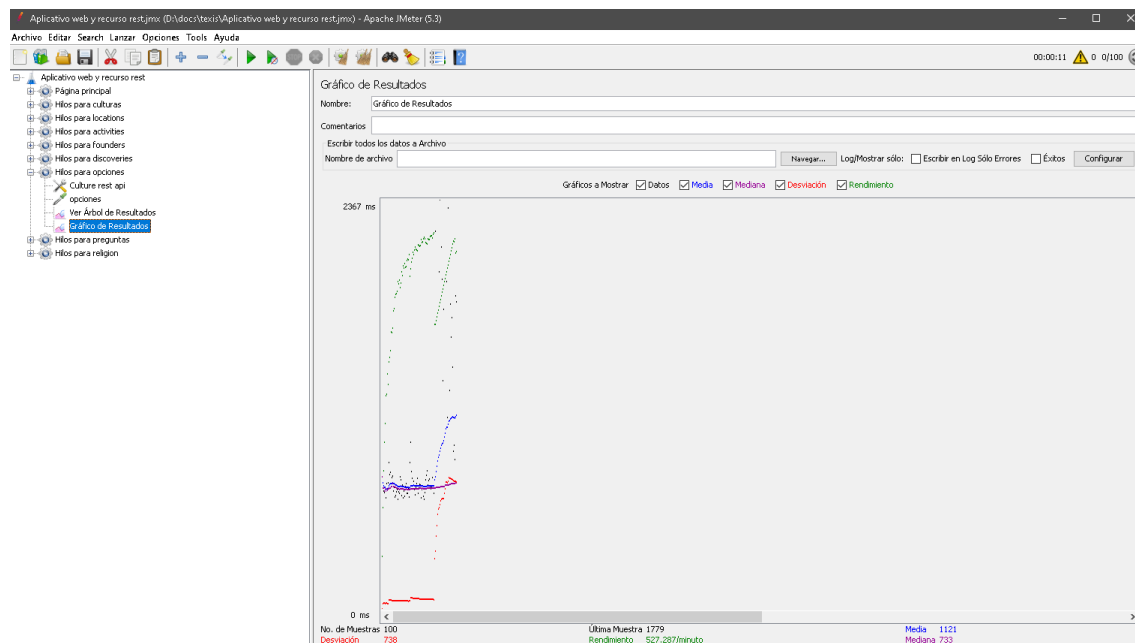 Aplicativo web y recurso rest.jmx (D:\docs\texis\Aplicativo web y recurso rest.jmx) - Apache JMeter (5.3)
Archivo Editar Search Lanzar Opciones Tools Ayuda
00:00:11 0 0/100
Aplicativo web y recurso rest
Página principal
Hilos para culturas
Hilos para locations
Hilos para activities
Hilos para founders
Hilos para discoveries
Hilos para opciones
Culture rest api
opciones
Ver Árbol de Resultados
Gráfico de Resultados
Hilos para preguntas
Hilos para religion
Gráfico de Resultados
Nombre: Gráfico de Resultados
Comentarios
Escribir todos los datos a Archivo
Nombre de archivo Navegar... Log/Mostrar sólo: Escribir en Log Sólo Errores Éxitos Configurar
Gráficos a Mostrar Datos Media Mediana Desviación Rendimiento
2367 ms
0 ms
No. de Muestras 100 Última Muestra 1779 Media 1121
Desviación 738 Rendimiento 527.287/minuto Mediana 733